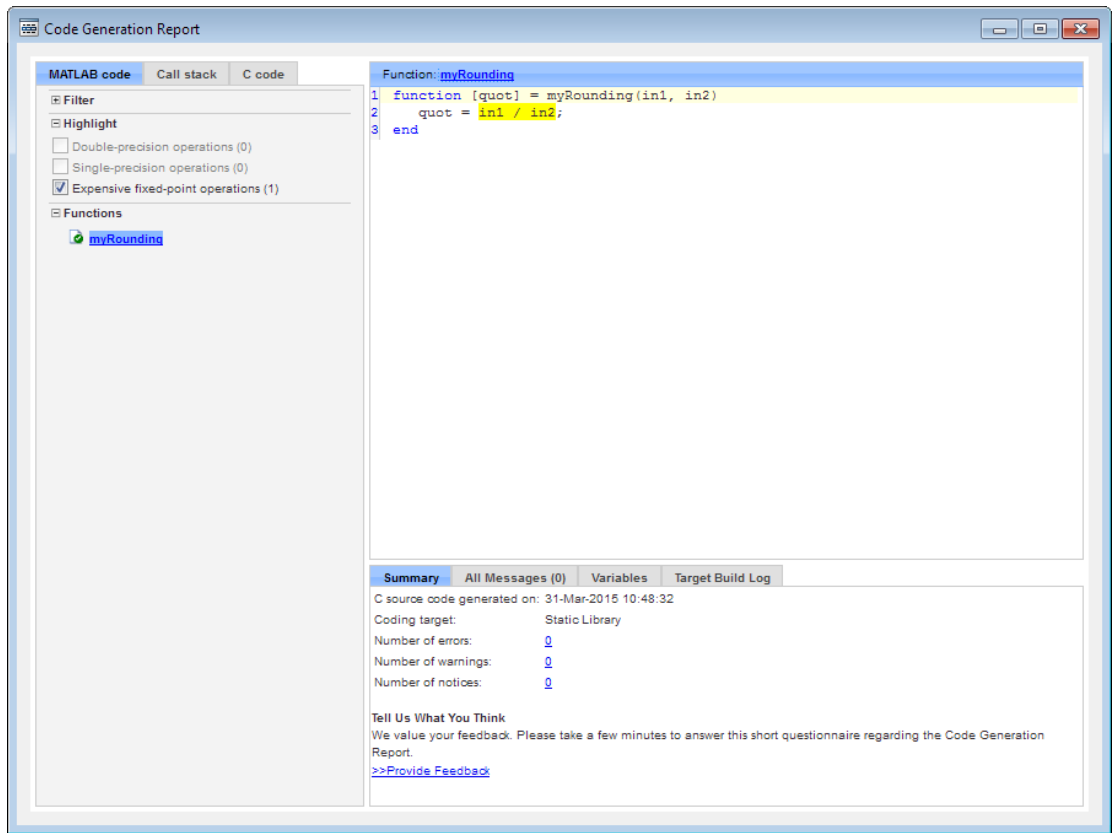 Code Generation Report
MATLAB code Call stack C code
Filter
Highlight
Double-precision operations (0)
Single-precision operations (0)
Expensive fixed-point operations (1)
Functions
myRounding
Function: myRounding
1 function [quot] = myRounding(in1, in2)
2 quot = in1 / in2;
3 end
Summary All Messages (0) Variables Target Build Log
C source code generated on: 31-Mar-2015 10:48:32
Coding target: Static Library
Number of errors: 0
Number of warnings: 0
Number of notices: 0
Tell Us What You Think
We value your feedback. Please take a few minutes to answer this short questionnaire regarding the Code Generation
Report.
>>Provide Feedback